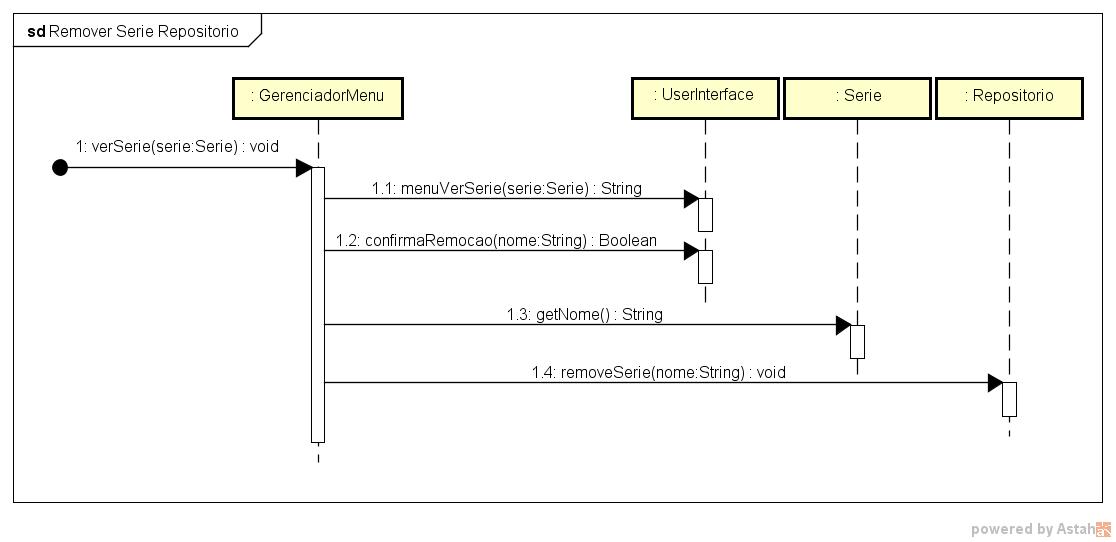 sd Remover Serie Repositorio
: GerenciadorMenu
: UserInterface
: Serie
: Repositorio
1: verSerie(serie:Serie) : void
1.1: menuVerSerie(serie:Serie) : String
1.2: confirmaRemocao(nome:String) : Boolean
1.3: getNome() : String
1.4: removeSerie(nome:String) : void
powered by Astah